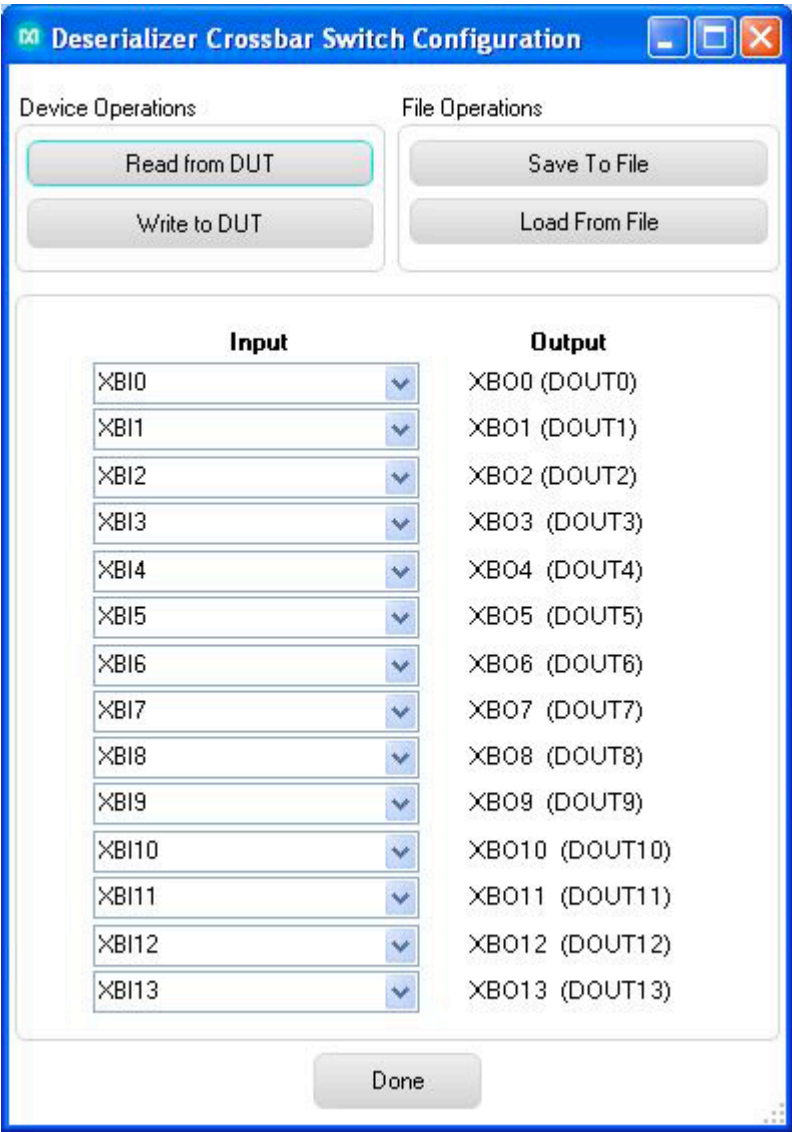 Deserializer Crossbar Switch Configuration
Device Operations
Read from DUT
Write to DUT
File Operations
Save To File
Load From File
Input Output
XBI0 XBO0 (DOUT0)
XBI1 XBO1 (DOUT1)
XBI2 XBO2 (DOUT2)
XBI3 XBO3 (DOUT3)
XBI4 XBO4 (DOUT4)
XBI5 XBO5 (DOUT5)
XBI6 XBO6 (DOUT6)
XBI7 XBO7 (DOUT7)
XBI8 XBO8 (DOUT8)
XBI9 XBO9 (DOUT9)
XBI10 XBO10 (DOUT10)
XBI11 XBO11 (DOUT11)
XBI12 XBO12 (DOUT12)
XBI13 XBO13 (DOUT13)
Done